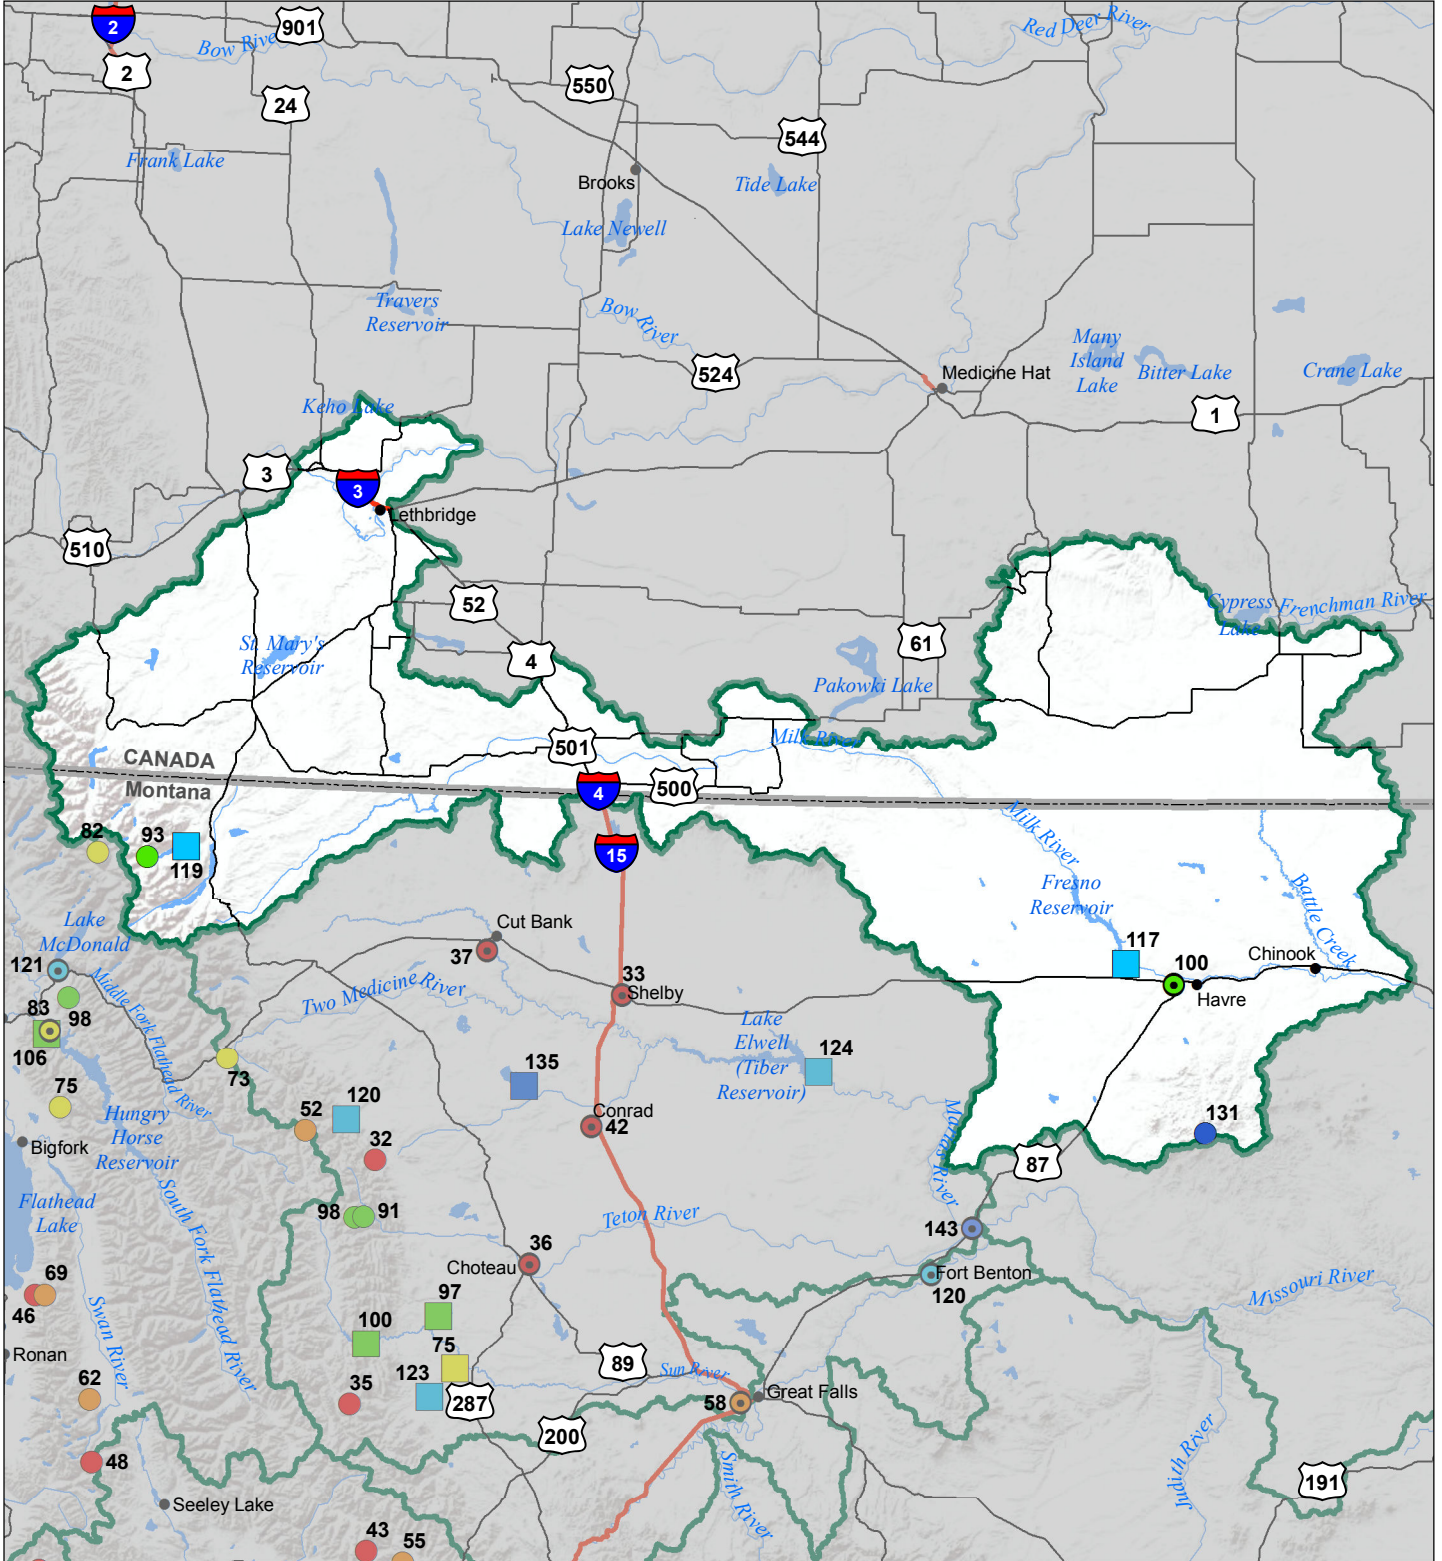 2
901
Bow Rive
Red Deer River
2
24
550
544
Frank Lake
Brooks
Tide Lake
Lake Newell
Travers
Reservoir
Bow River
524
Many
Island
Lake
Bitter Lake
Crane Lake
Medicine Hat
1
Keho Lake
3
3
Lethbridge
510
52
Cypress
Lake
Frenchman River
St. Mary's
Reservoir
4
61
Pakowki Lake
501
Milk River
CANADA
Montana
4
500
82
93
119
15
Milk River
Fresno
Reservoir
Battle Creek
Lake
McDonald
Cut Bank
37
117
100
Chinook
Havre
121
Middle Fork Flathead River
Two Medicine River
33
Shelby
83
98
106
Lake
Elwell
(Tiber
Reservoir)
124
73
135
75
Hungry
Horse
Reservoir
52
120
32
Conrad
42
Marias River
131
Bigfork
87
Flathead
Lake
South Fork Flathead River
98
91
Teton River
143
36
Choteau
Fort Benton
120
69
46
Swan River
97
Missouri River
100
75
Ronan
89
Sun River
123
287
62
35
58
Great Falls
200
48
Smith River
Judith River
191
Seeley Lake
43
55